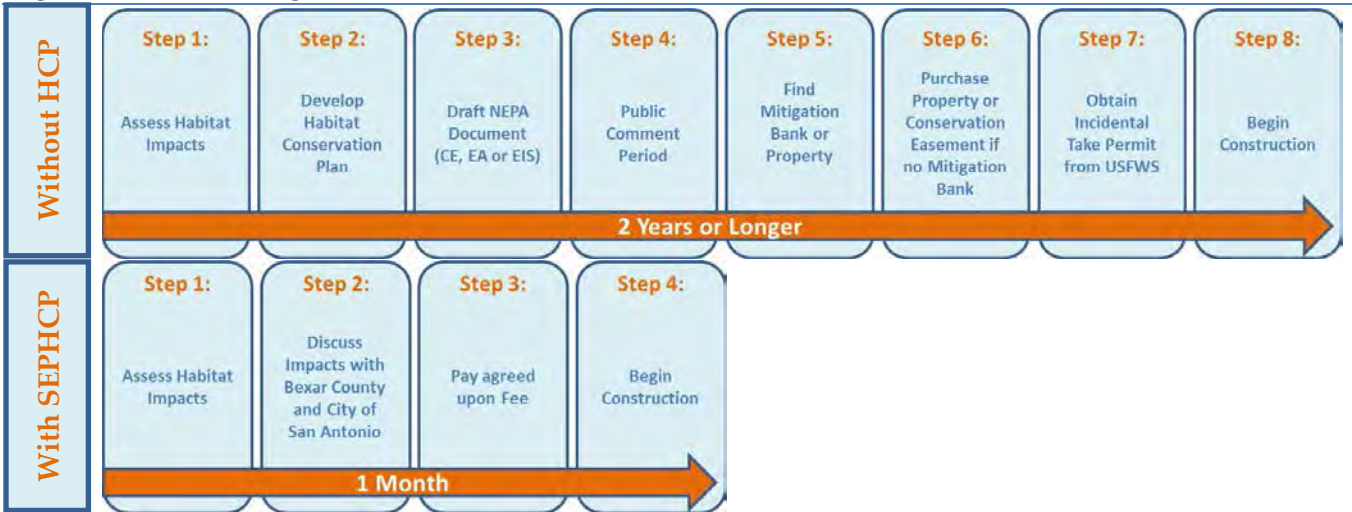 Without HCP
Step 1:
Assess Habitat
Impacts
Step 2:
Develop
Habitat
Conservation
Plan
Step 3:
Draft NEPA
Document
(CE, EA or EIS)
Step 4:
Public
Comment
Period
Step 5:
Find
Mitigation
Bank or
Property
Step 6:
Purchase
Property or
Conservation
Easement if
no Mitigation
Bank
Step 7:
Obtain
Incidental
Take Permit
from USFWS
Step 8:
Begin
Construction
2 Years or Longer
With SEPHCP
Step 1:
Assess Habitat
Impacts
Step 2:
Discuss
Impacts with
Bexar County
and City of
San Antonio
Step 3:
Pay agreed
upon Fee
Step 4:
Begin
Construction
1 Month